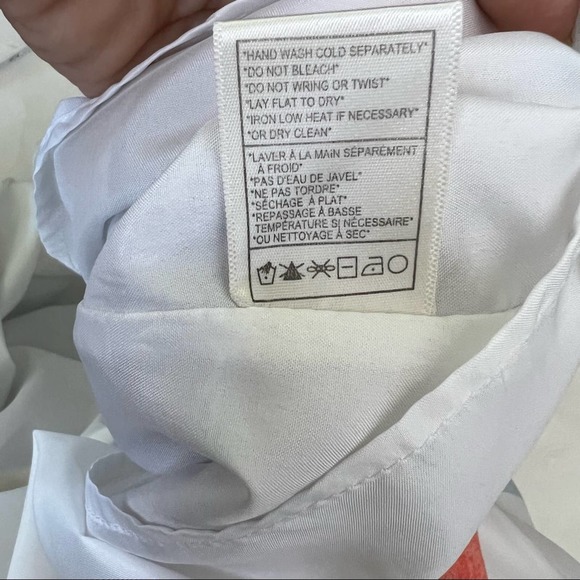 *HAND WASH COLD SEPARATELY*
*DO NOT BLEACH*
*DO NOT WRING OR TWIST*
*LAY FLAT TO DRY*
*IRON LOW HEAT IF NECESSARY*
*OR DRY CLEAN*
*LAVER À LA MAIN SÉPARÉMENT
À FROID*
*PAS D'EAU DE JAVEL*
*NE PAS TORDRE*
*SÉCHAGE À PLAT*
*REPASSAGE À BASSE
TEMPÉRATURE SI NÉCESSAIRE*
*OU NETTOYAGE À SEC*